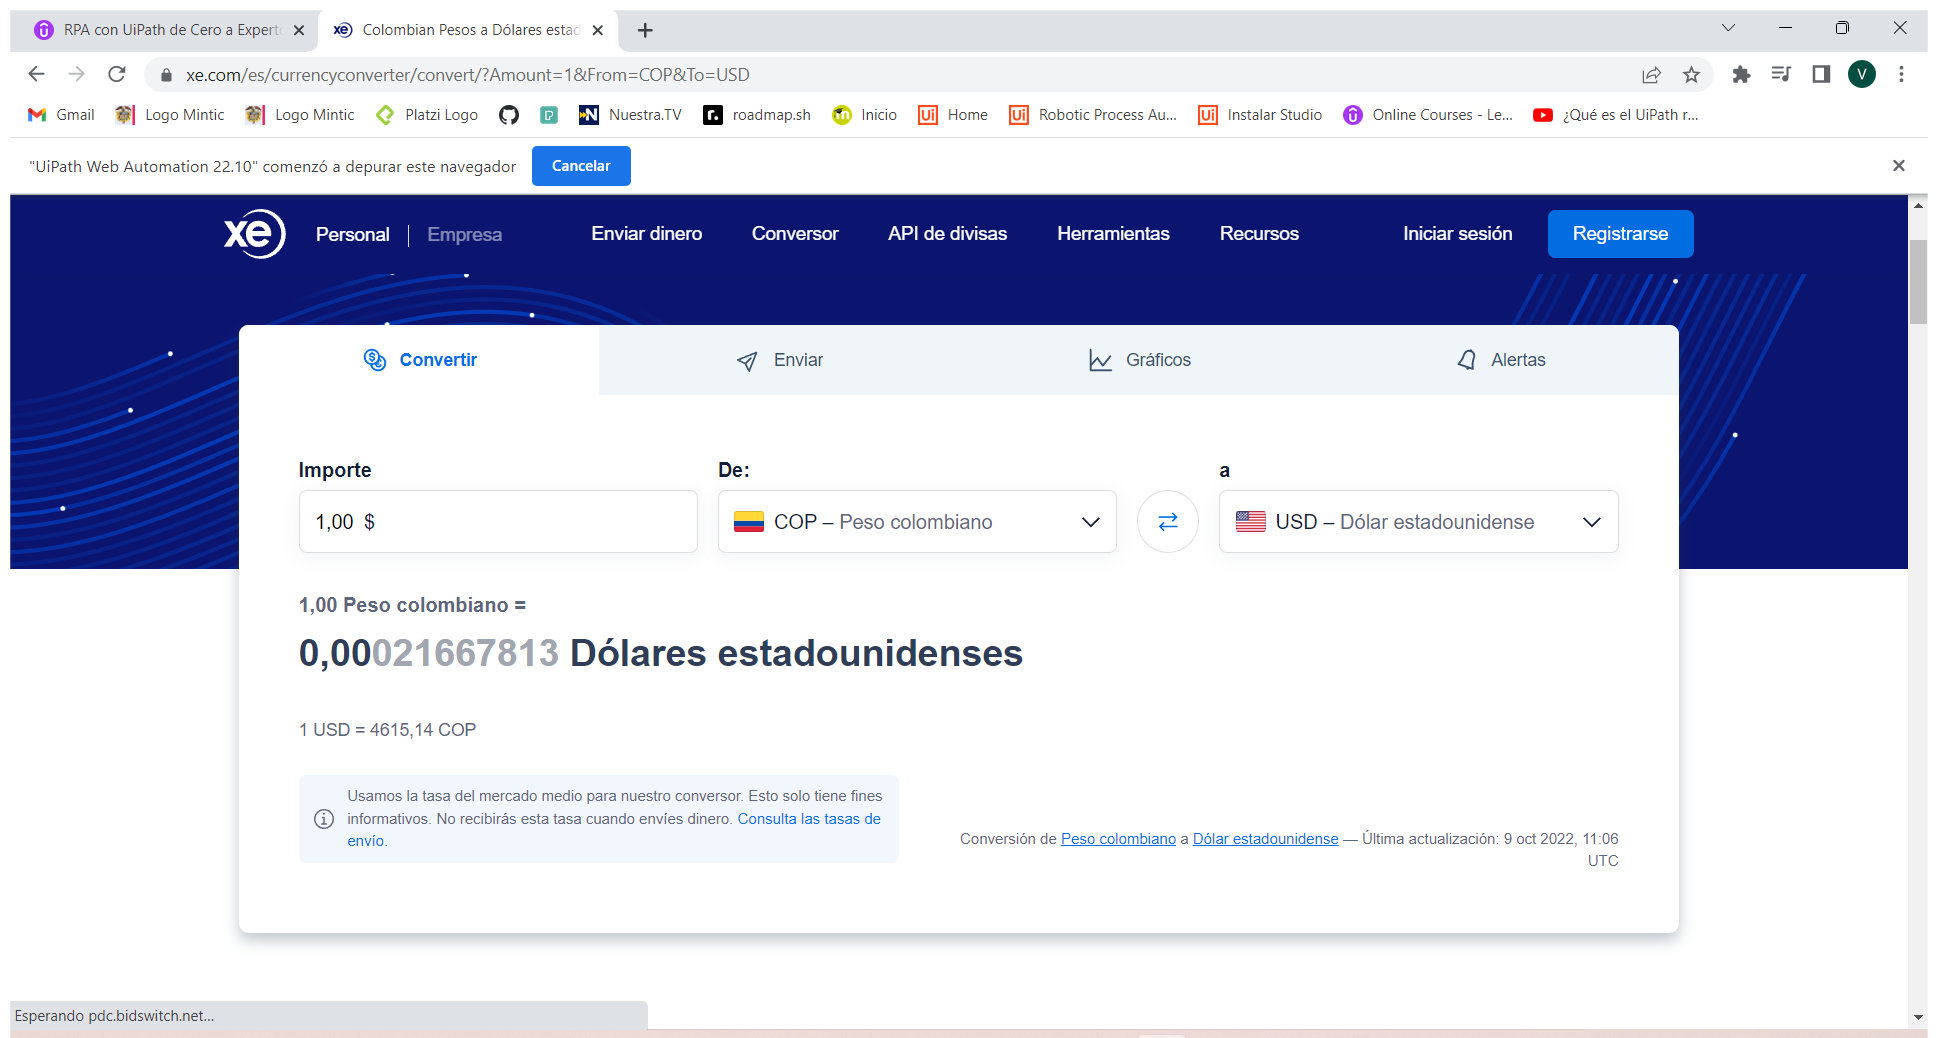 RPA con UiPath de Cero a Expert
Colombian Pesos a Dólares estad
xe.com/es/currencyconverter/convert/?Amount=1&From=COP&To=USD
V
Gmail
Logo Mintic
Logo Mintic
Platzi Logo
Nuestra.TV
roadmap.sh
Inicio
Home
Robotic Process Au...
Instalar Studio
Online Courses - Le...
¿Qué es el UiPath r...
"UiPath Web Automation 22.10" comenzó a depurar este navegador
Cancelar
xe
Personal
Empresa
Enviar dinero
Conversor
API de divisas
Herramientas
Recursos
Iniciar sesión
Registrarse
Convertir
Enviar
Gráficos
Alertas
Importe
De:
a
1,00 $
COP – Peso colombiano
USD – Dólar estadounidense
1,00 Peso colombiano =
0,00021667813 Dólares estadounidenses
1 USD = 4615,14 COP
Usamos la tasa del mercado medio para nuestro conversor. Esto solo tiene fines
informativos. No recibirás esta tasa cuando envíes dinero. Consulta las tasas de
envío.
Conversión de Peso colombiano a Dólar estadounidense — Última actualización: 9 oct 2022, 11:06
UTC
Esperando pdc.bidswitch.net...